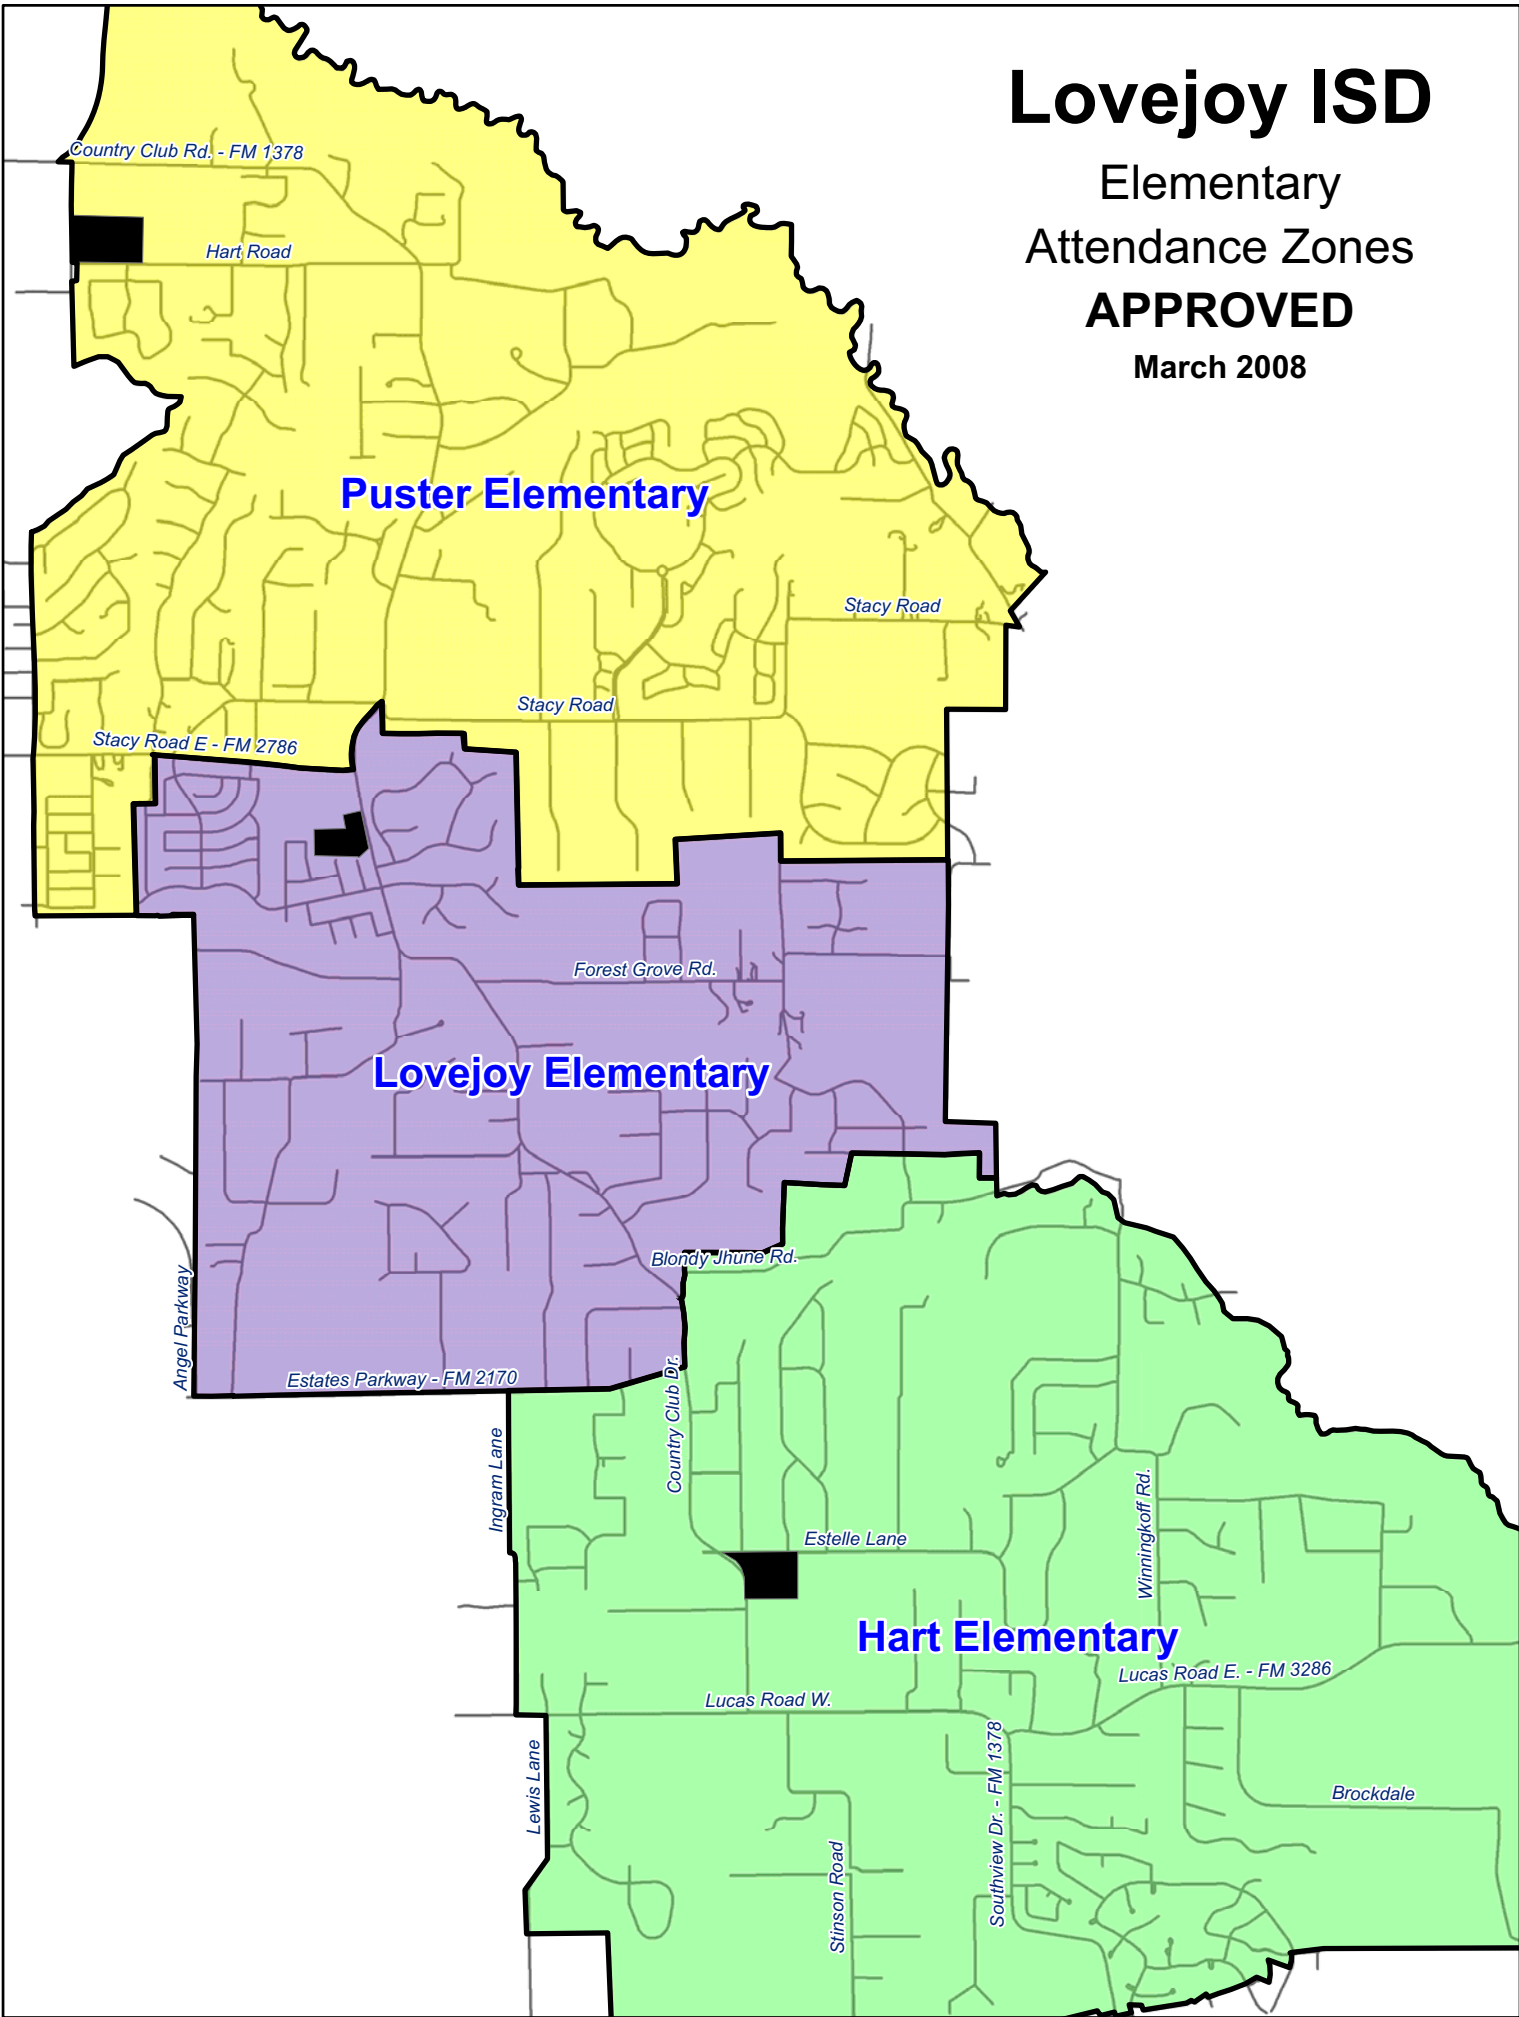 Lovejoy ISD
Elementary
Attendance Zones
APPROVED
March 2008
Country Club Rd. - FM 1378
Hart Road
Puster Elementary
Stacy Road
Stacy Road
Stacy Road E - FM 2786
Forest Grove Rd.
Lovejoy Elementary
Blondy Jhune Rd.
Angel Parkway
Estates Parkway - FM 2170
Country Club Dr.
Ingram Lane
Winningkoff Rd.
Estelle Lane
Hart Elementary
Lucas Road E. - FM 3286
Lucas Road W.
Lewis Lane
Southview Dr. - FM 1378
Brockdale
Stinson Road